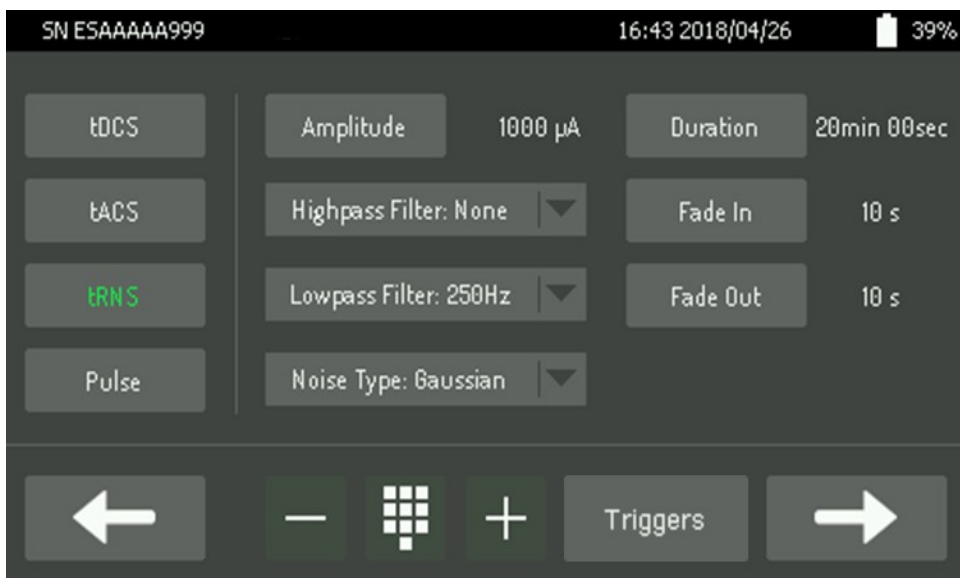 SN ESAAAAA999 16:43 2018/04/26 39%
tDCS Amplitude 1000 µA Duration 20min 00sec
tACS Highpass Filter: None Fade In 10 s
tRNS Lowpass Filter: 250Hz Fade Out 10 s
Pulse Noise Type: Gaussian
Triggers